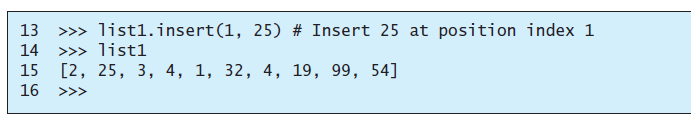 13 >>> list1.insert(1, 25) # Insert 25 at position index 1
14 >>> list1
15 [2, 25, 3, 4, 1, 32, 4, 19, 99, 54]
16 >>>